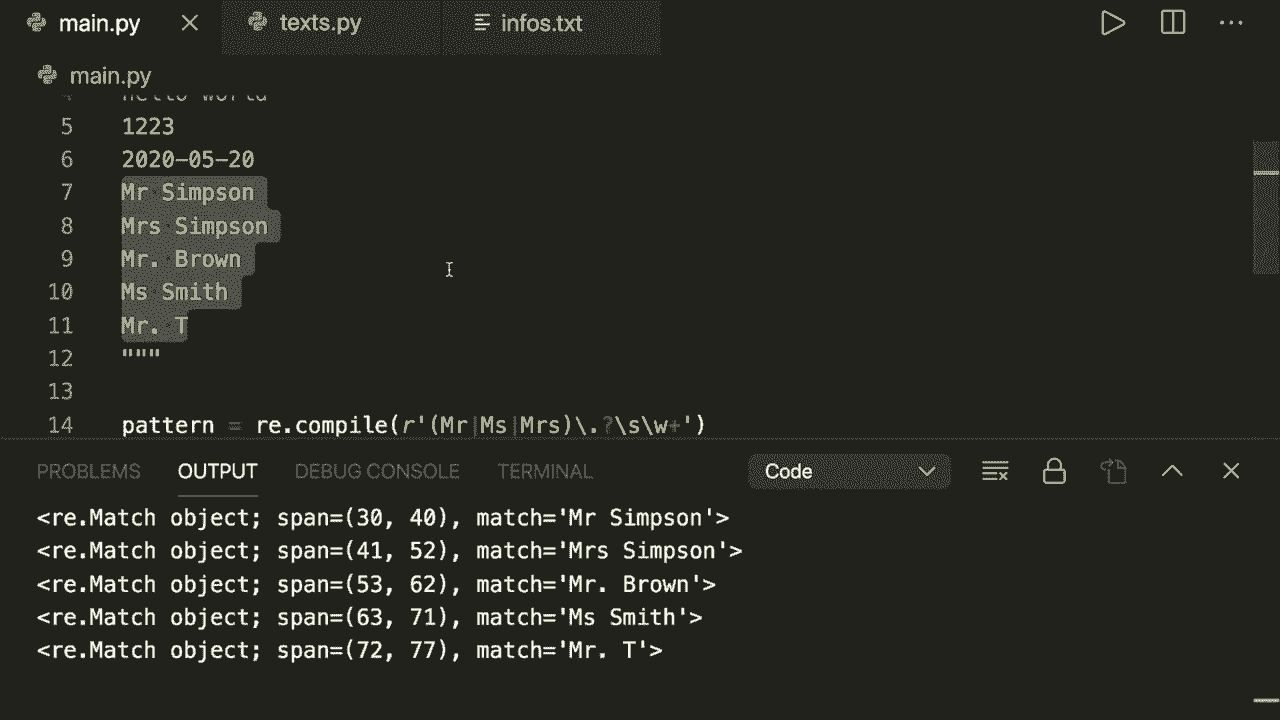 main.py
texts.py
infos.txt
main.py
4 hello world
5 1223
6 2020-05-20
7 Mr Simpson
8 Mrs Simpson
9 Mr. Brown
10 Ms Smith
11 Mr. T
12 """
13
14 pattern = re.compile(r'(Mr|Ms|Mrs)\.?\s\w+')
PROBLEMS OUTPUT DEBUG CONSOLE TERMINAL Code
<re.Match object; span=(30, 40), match='Mr Simpson'>
<re.Match object; span=(41, 52), match='Mrs Simpson'>
<re.Match object; span=(53, 62), match='Mr. Brown'>
<re.Match object; span=(63, 71), match='Ms Smith'>
<re.Match object; span=(72, 77), match='Mr. T'>